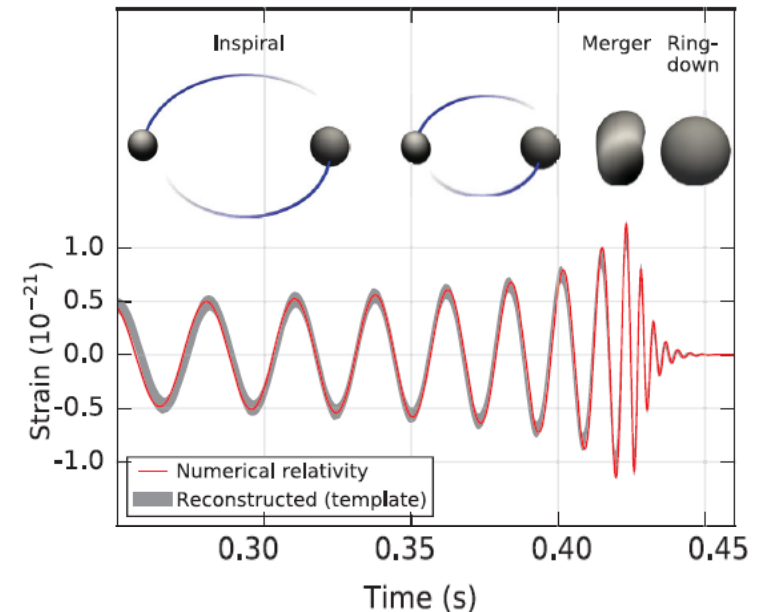 Inspiral
Merger
Ring-
down
1.0
0.5
0.0
-0.5
-1.0
Strain (10⁻²¹)
Numerical relativity
Reconstructed (template)
0.30
0.35
0.40
0.45
Time (s)